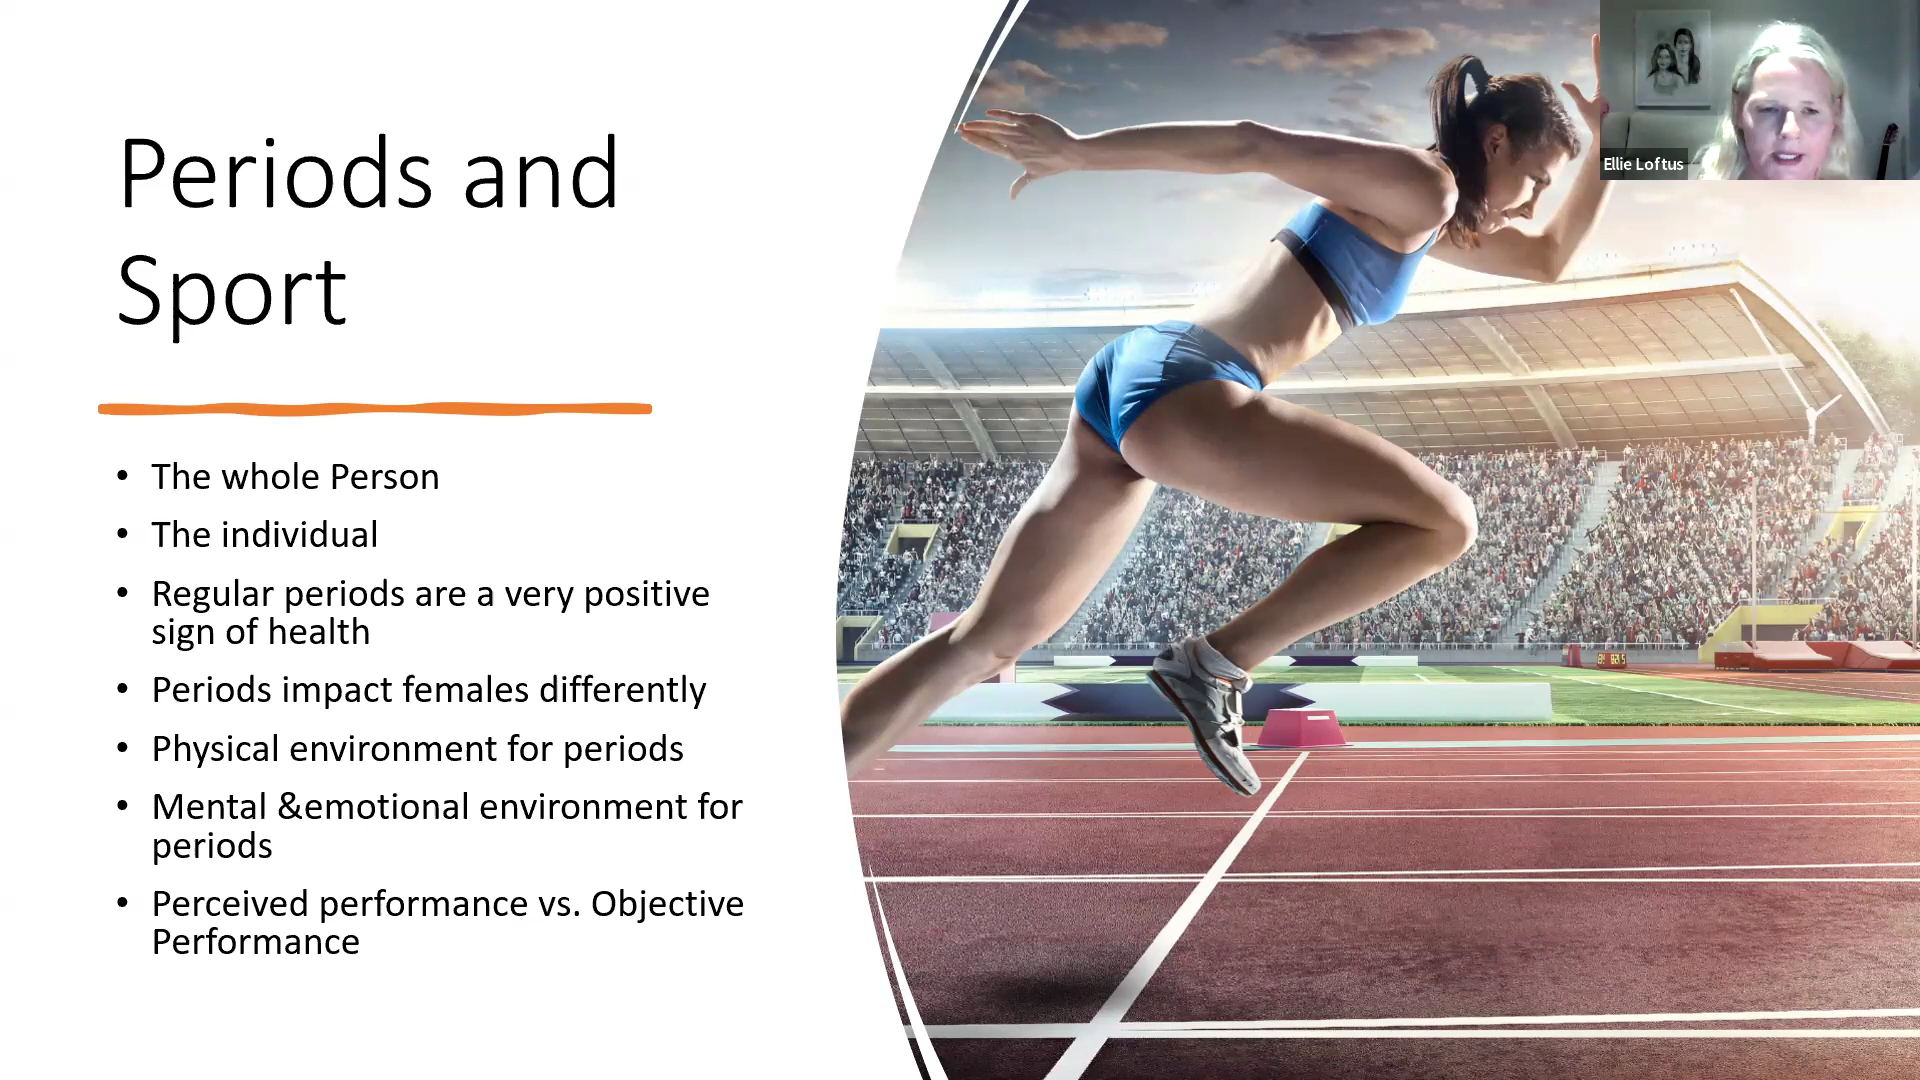 Periods and
Sport
• The whole Person
• The individual
• Regular periods are a very positive
sign of health
• Periods impact females differently
• Physical environment for periods
• Mental &emotional environment for
periods
• Perceived performance vs. Objective
Performance
Ellie Loftus